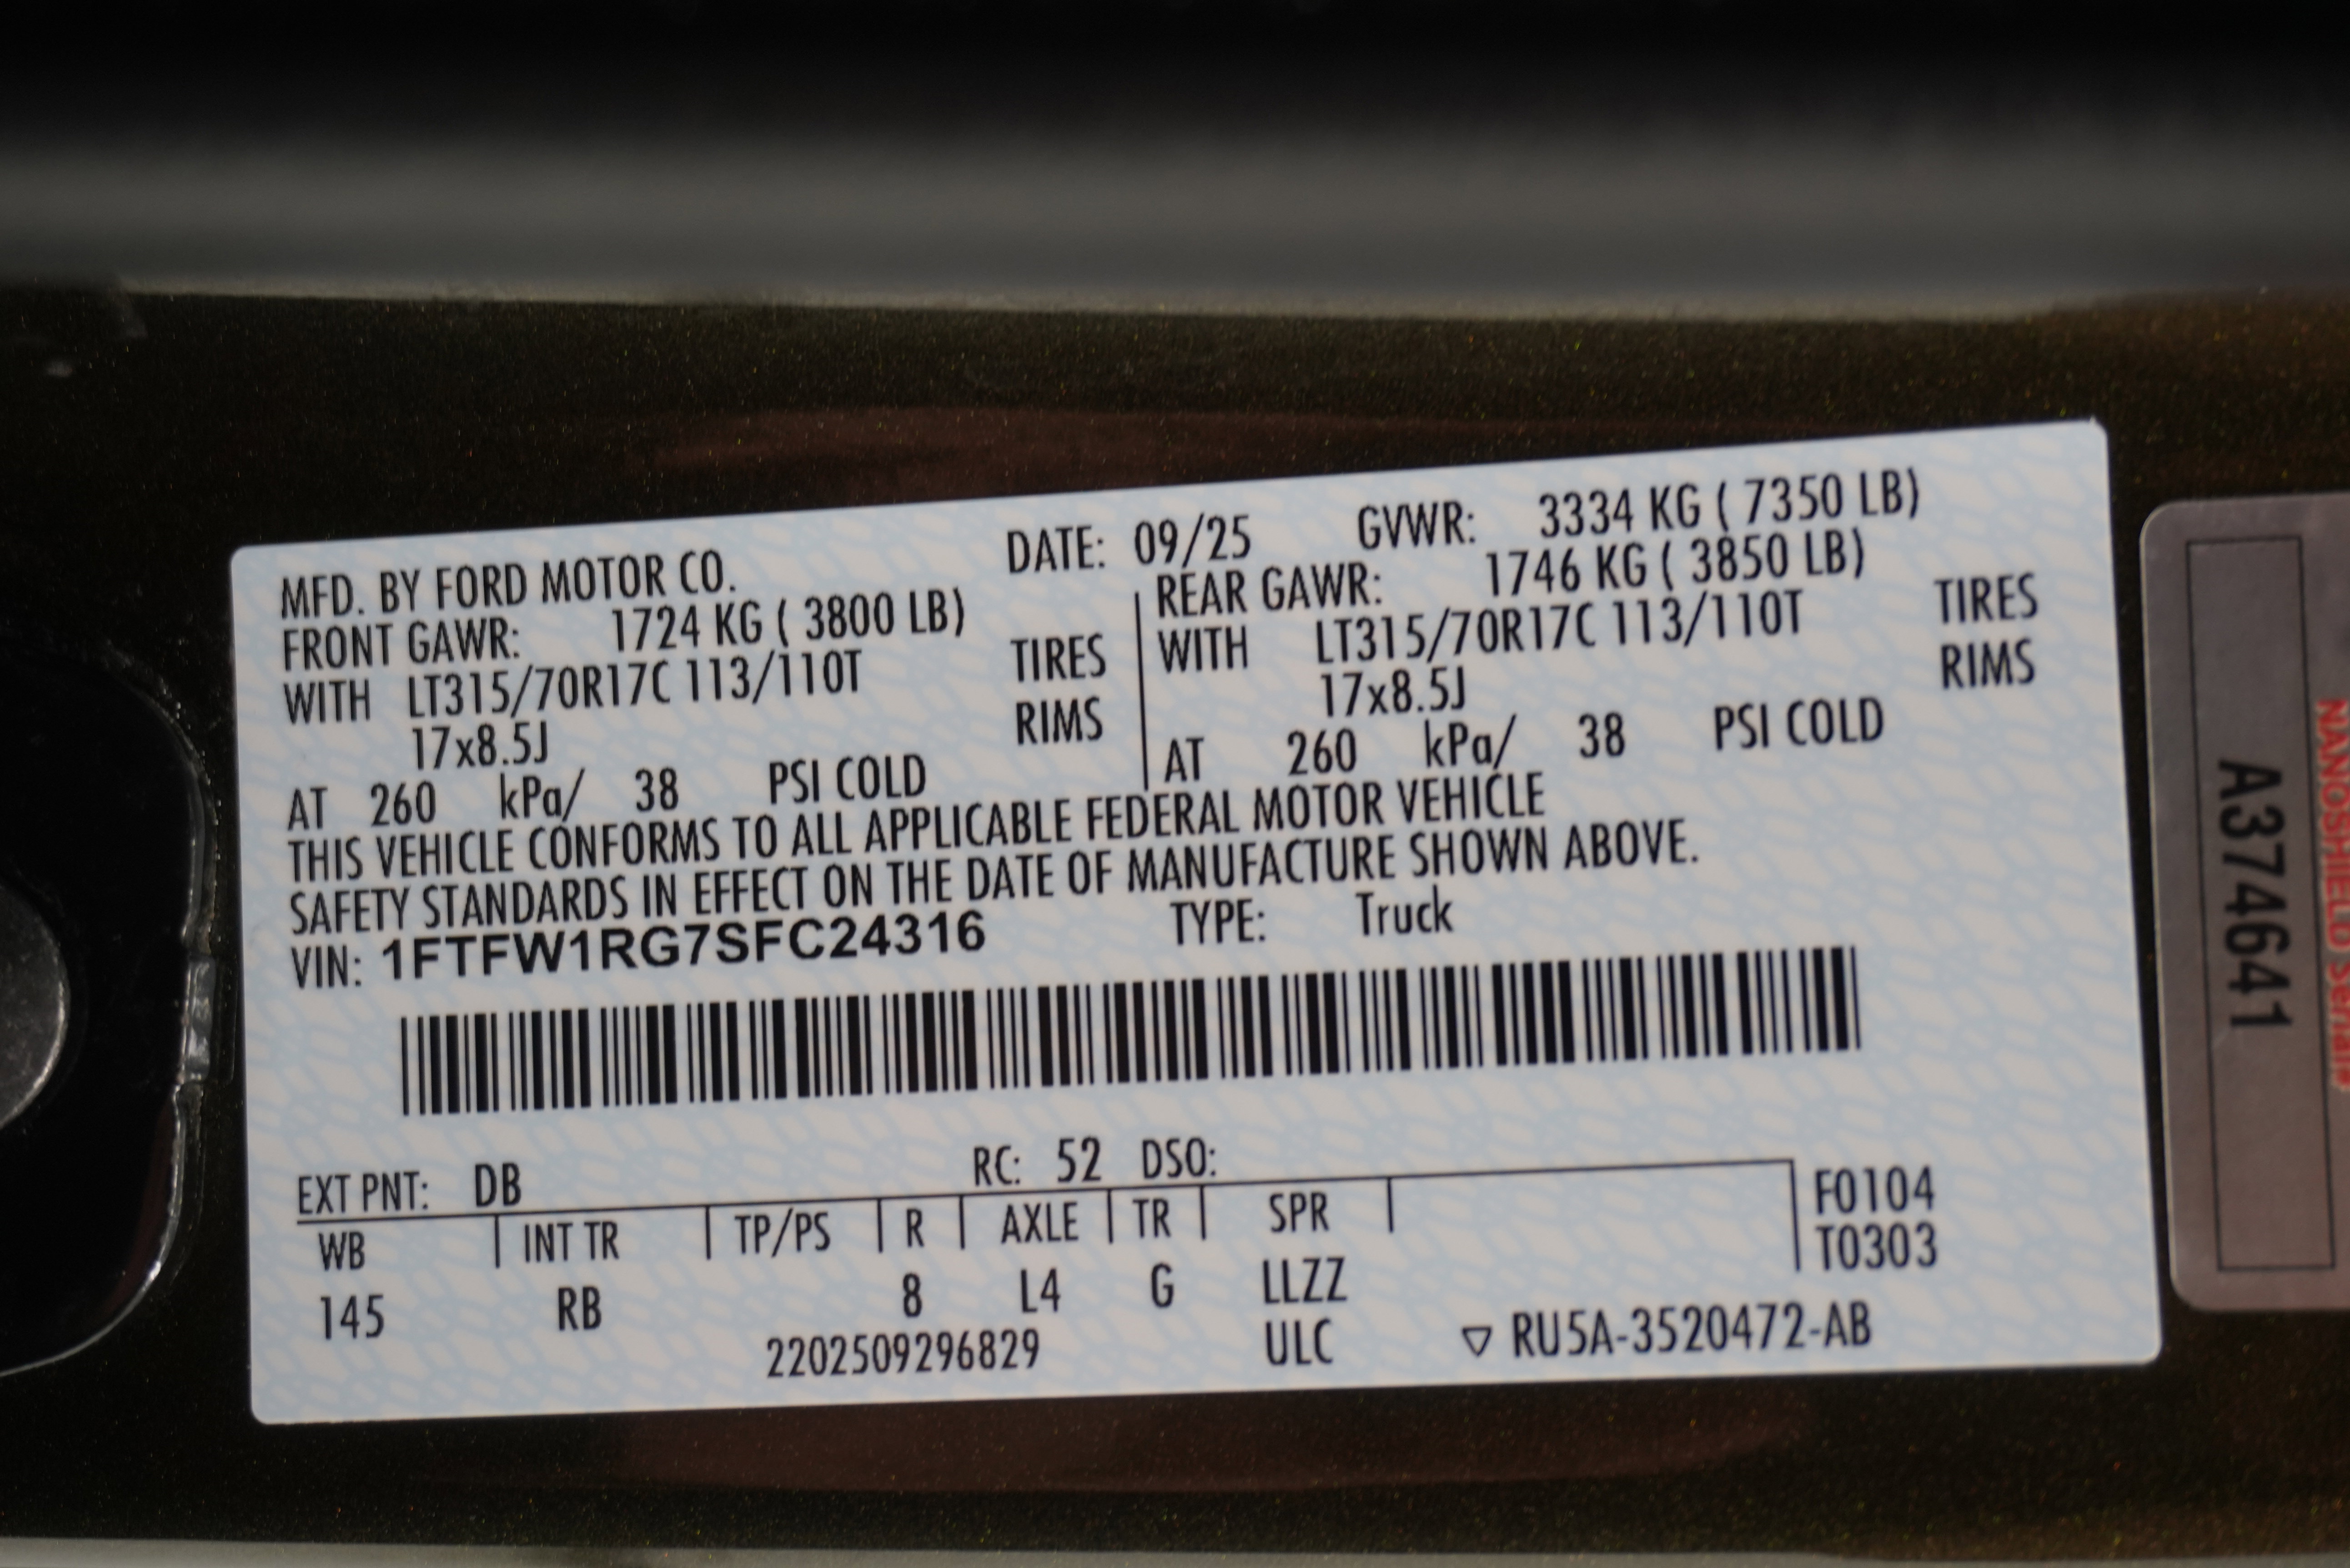 MFD. BY FORD MOTOR CO. DATE: 09/25 GVWR: 3334 KG ( 7350 LB)
FRONT GAWR: 1724 KG ( 3800 LB)
WITH LT315/70R17C 113/110T TIRES
17x8.5J RIMS
AT 260 kPa/ 38 PSI COLD
REAR GAWR: 1746 KG ( 3850 LB)
WITH LT315/70R17C 113/110T TIRES
17x8.5J RIMS
AT 260 kPa/ 38 PSI COLD
THIS VEHICLE CONFORMS TO ALL APPLICABLE FEDERAL MOTOR VEHICLE
SAFETY STANDARDS IN EFFECT ON THE DATE OF MANUFACTURE SHOWN ABOVE.
VIN: 1FTFW1RG7SFC24316 TYPE: Truck
EXT PNT: DB RC: 52 DSO:
WB INT TR TP/PS R AXLE TR SPR
145 RB 8 L4 G LLZZ
F0104
T0303
2202509296829 ULC ▽ RU5A-3520472-AB
NANOSHIELD Serial#
A374641